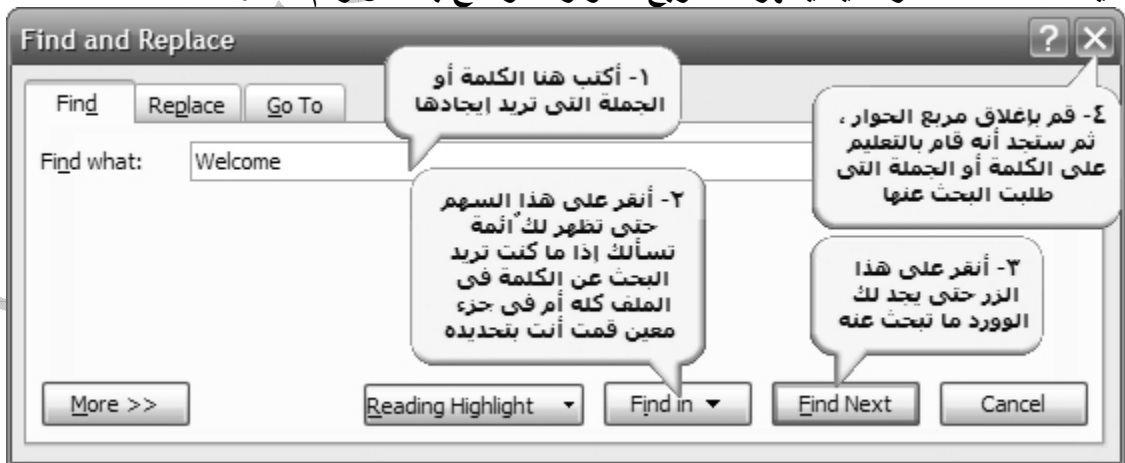 Find and Replace
Find
Replace
Go To
١- أكتب هنا الكلمة أو
الجملة التى تريد إيجادها
٤- قم بإغلاق مربع الحوار ،
ثم ستجد أنه قام بالتعليم
على الكلمة أو الجملة التى
طلبت البحث عنها
Find what:
Welcome
٢- أنقر على هذا السهم
حتى تظهر لك ُائمة
تسألك إذا ما كنت تريد
البحث عن الكلمة فى
الملف كله أم فى جزء
معين قمت أنت بتحديده
٣- أنقر على هذا
الزر حتى يجد لك
الوورد ما تبحث عنه
More >>
Reading Highlight
Find in
Find Next
Cancel